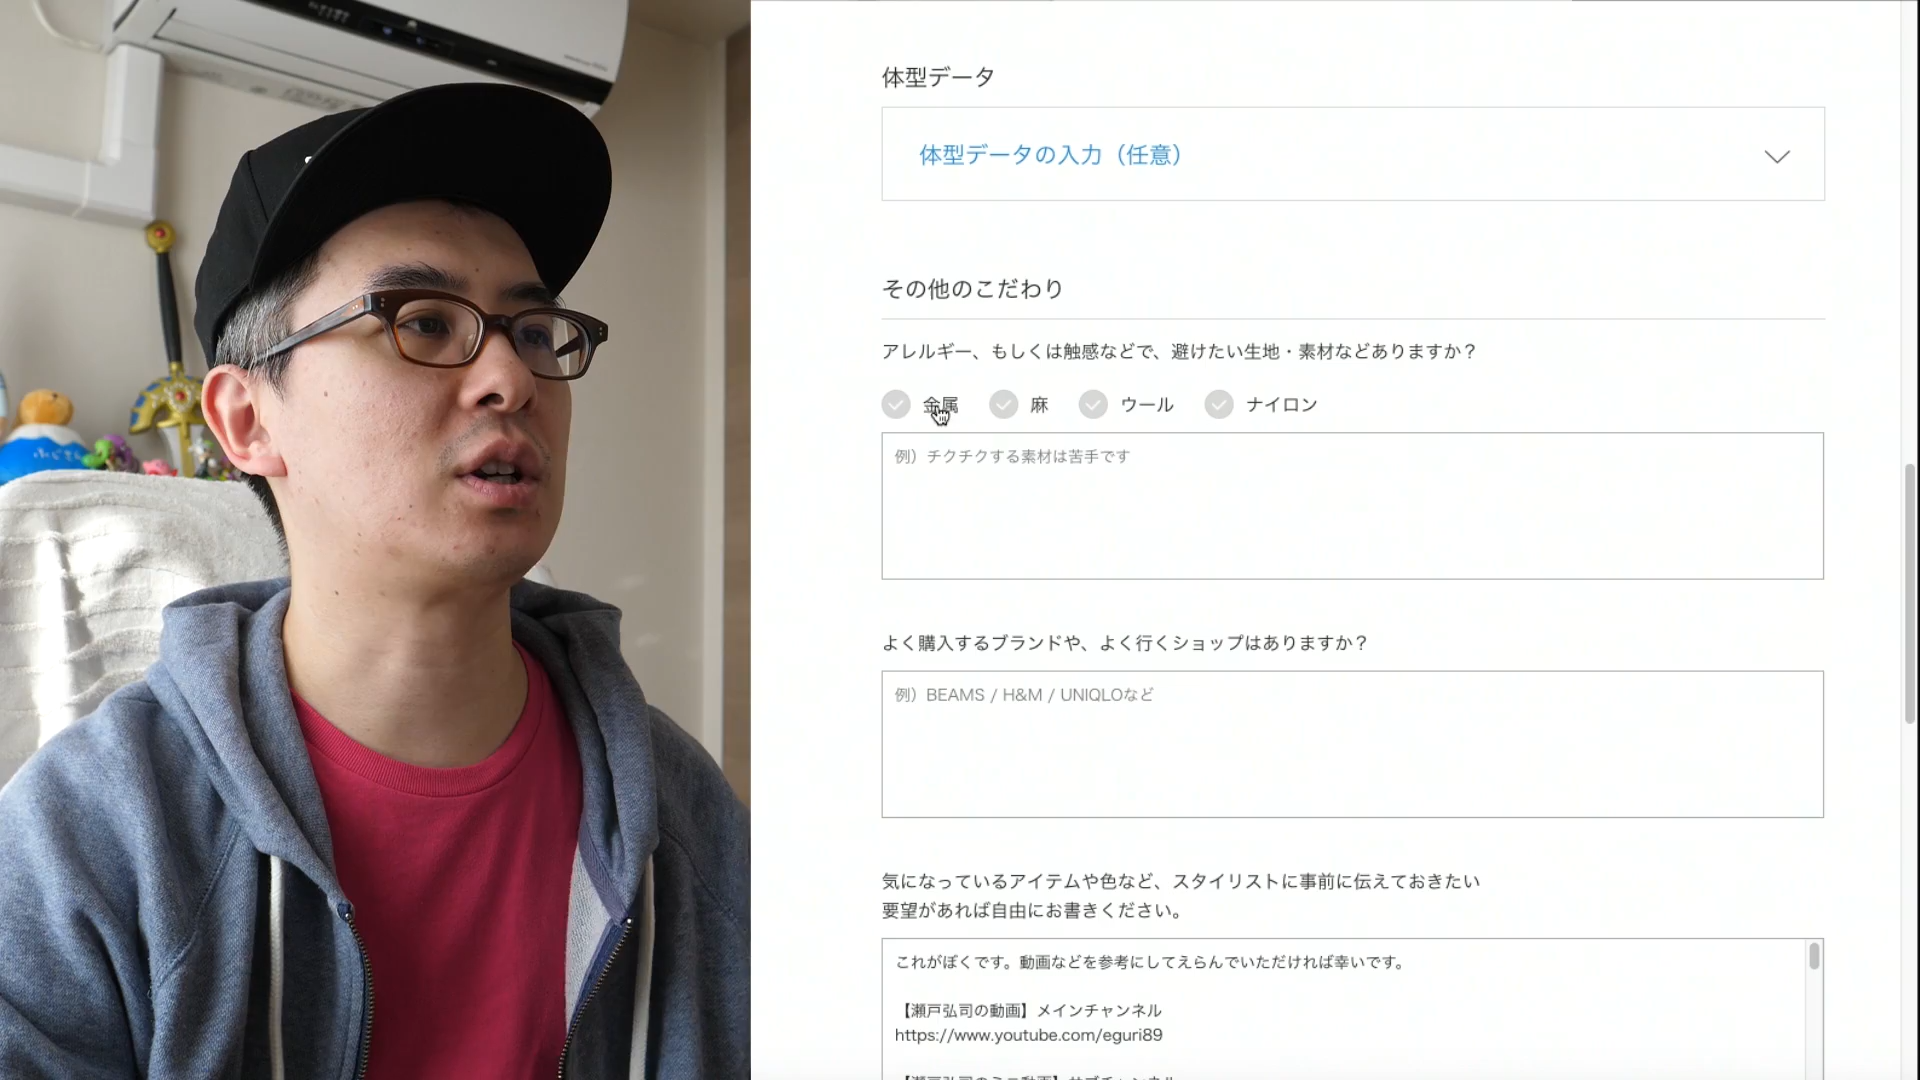 ふじさん
体型データ
体型データの入力（任意）
その他のこだわり
アレルギー、もしくは触感などで、避けたい生地・素材などありますか？
金属 麻 ウール ナイロン
例）チクチクする素材は苦手です
よく購入するブランドや、よく行くショップはありますか？
例）BEAMS / H&M / UNIQLOなど
気になっているアイテムや色など、スタイリストに事前に伝えておきたい
要望があれば自由にお書きください。
これがぼくです。動画などを参考にしてえらんでいただければ幸いです。
【瀬戸弘司の動画】メインチャンネル
https://www.youtube.com/eguri89